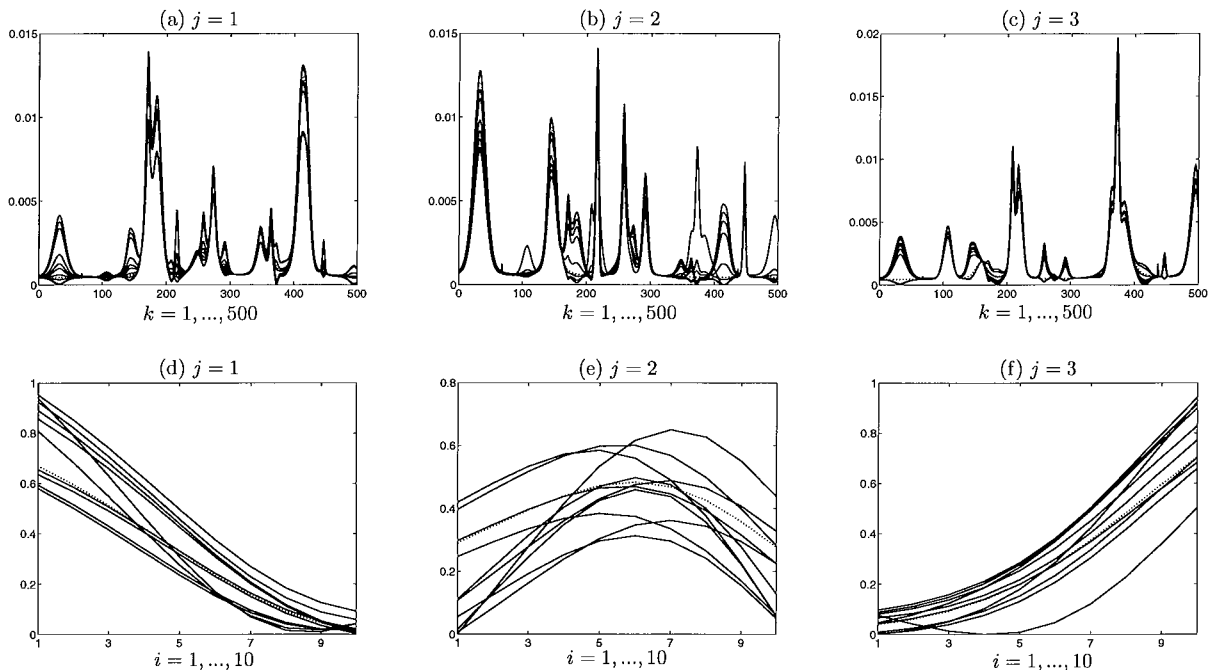 (a) j = 1
(b) j = 2
(c) j = 3
0.015
0.01
0.005
0
0 100 200 300 400 500
k = 1, ..., 500
0.015
0.01
0.005
0
0 100 200 300 400 500
k = 1, ..., 500
0.02
0.015
0.01
0.005
0
0 100 200 300 400 500
k = 1, ..., 500
(d) j = 1
(e) j = 2
(f) j = 3
1
0.8
0.6
0.4
0.2
0
1 3 5 7 9
i = 1, ..., 10
0.8
0.6
0.4
0.2
0
1 3 5 7 9
i = 1, ..., 10
1
0.8
0.6
0.4
0.2
0
1 3 5 7 9
i = 1, ..., 10